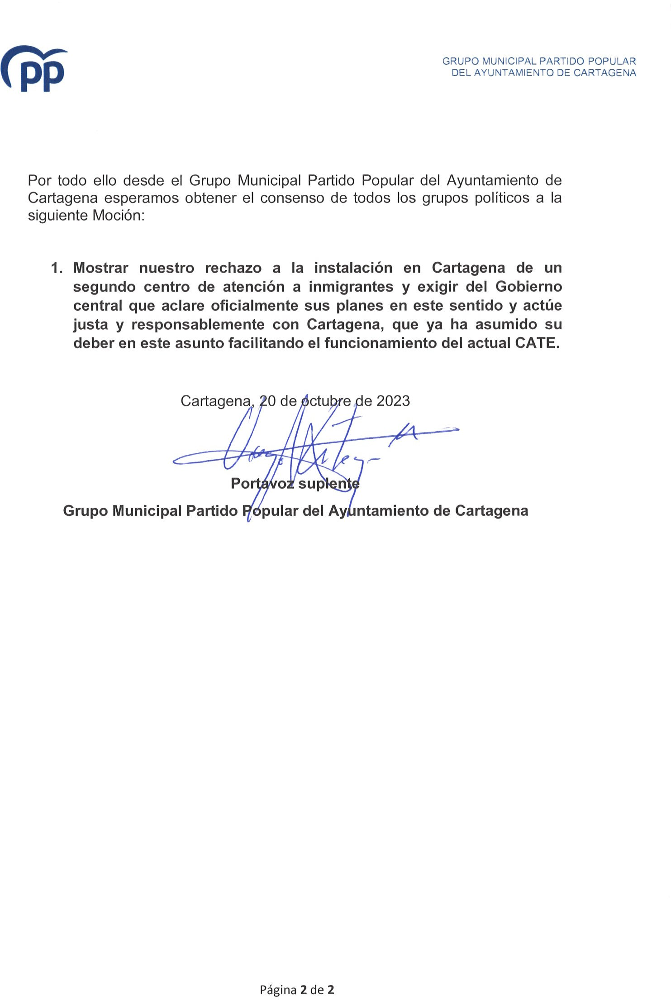 pp
GRUPO MUNICIPAL PARTIDO POPULAR
DEL AYUNTAMIENTO DE CARTAGENA
Por todo ello desde el Grupo Municipal Partido Popular del Ayuntamiento de
Cartagena esperamos obtener el consenso de todos los grupos políticos a la
siguiente Moción:
1. Mostrar nuestro rechazo a la instalación en Cartagena de un
segundo centro de atención a inmigrantes y exigir del Gobierno
central que aclare oficialmente sus planes en este sentido y actúe
justa y responsablemente con Cartagena, que ya ha asumido su
deber en este asunto facilitando el funcionamiento del actual CATE.
Cartagena, 20 de octubre de 2023
Portavoz suplente
Grupo Municipal Partido Popular del Ayuntamiento de Cartagena
Página 2 de 2